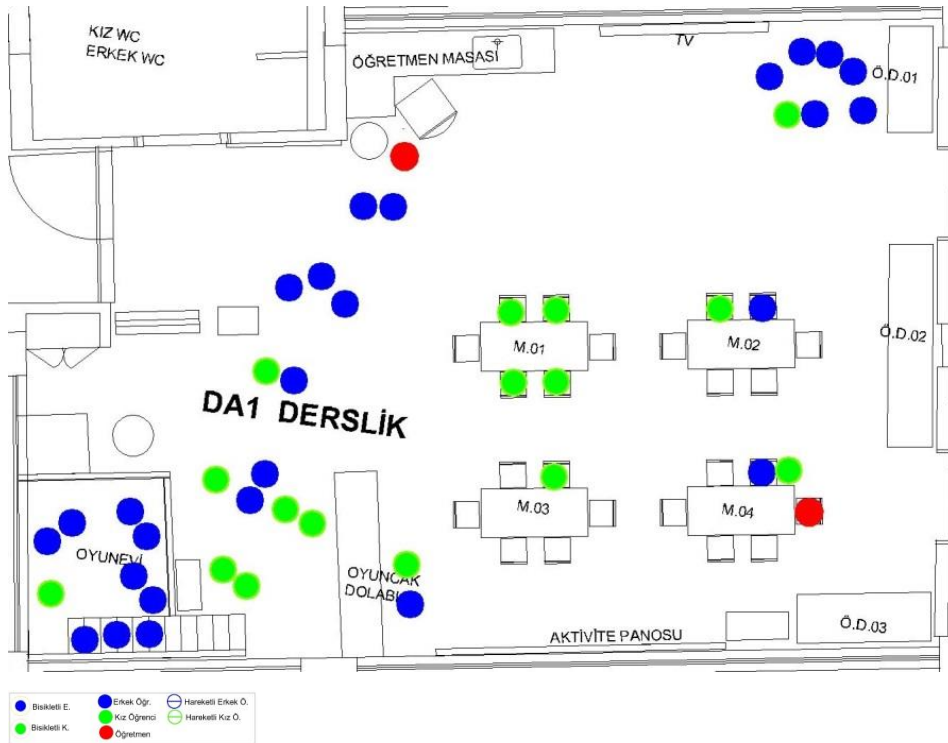 KIZ WC
ERKEK WC
ÖĞRETMEN MASASI
TV
Ö.D.01
M.01
M.02
Ö.D.02
DA1 DERSLİK
M.03
M.04
OYUNEVİ
OYUNCAK
DOLABI
AKTİVİTE PANOSU
Ö.D.03
Bisikletli E.
Erkek Öğr.
Hareketli Erkek Ö.
Bisikletli K.
Kız Öğrenci
Hareketli Kız Ö.
Öğretmen